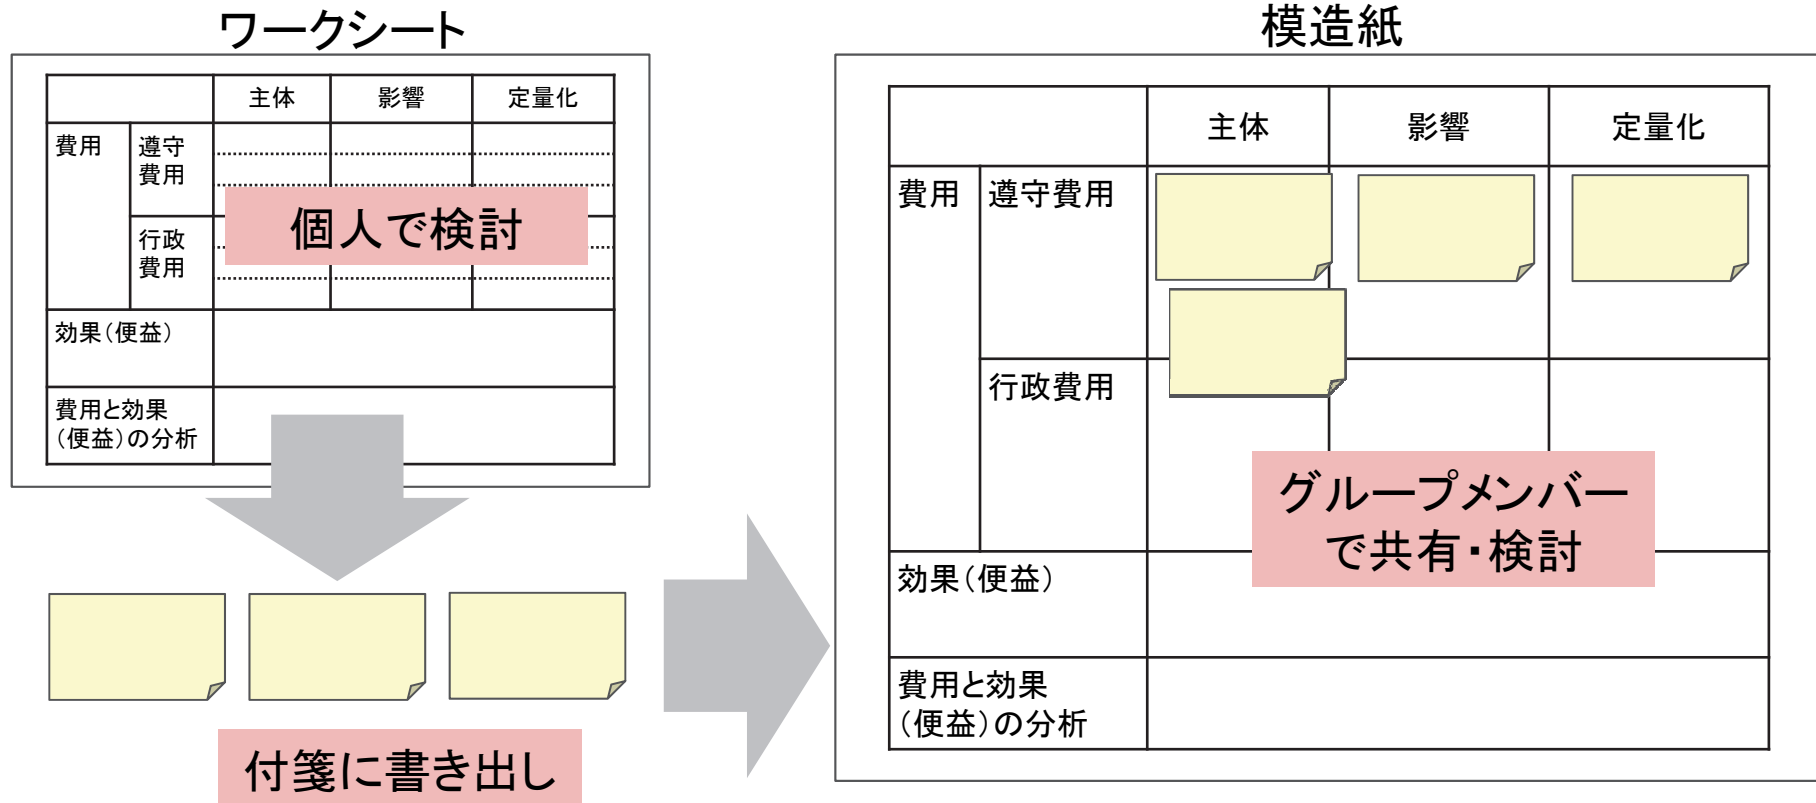 ワークシート
主体 影響 定量化
費用 遵守
費用
個人で検討
行政
費用
効果（便益）
費用と効果
（便益）の分析
付箋に書き出し
模造紙
主体 影響 定量化
費用 遵守費用
行政費用
グループメンバー
で共有・検討
効果（便益）
費用と効果
（便益）の分析